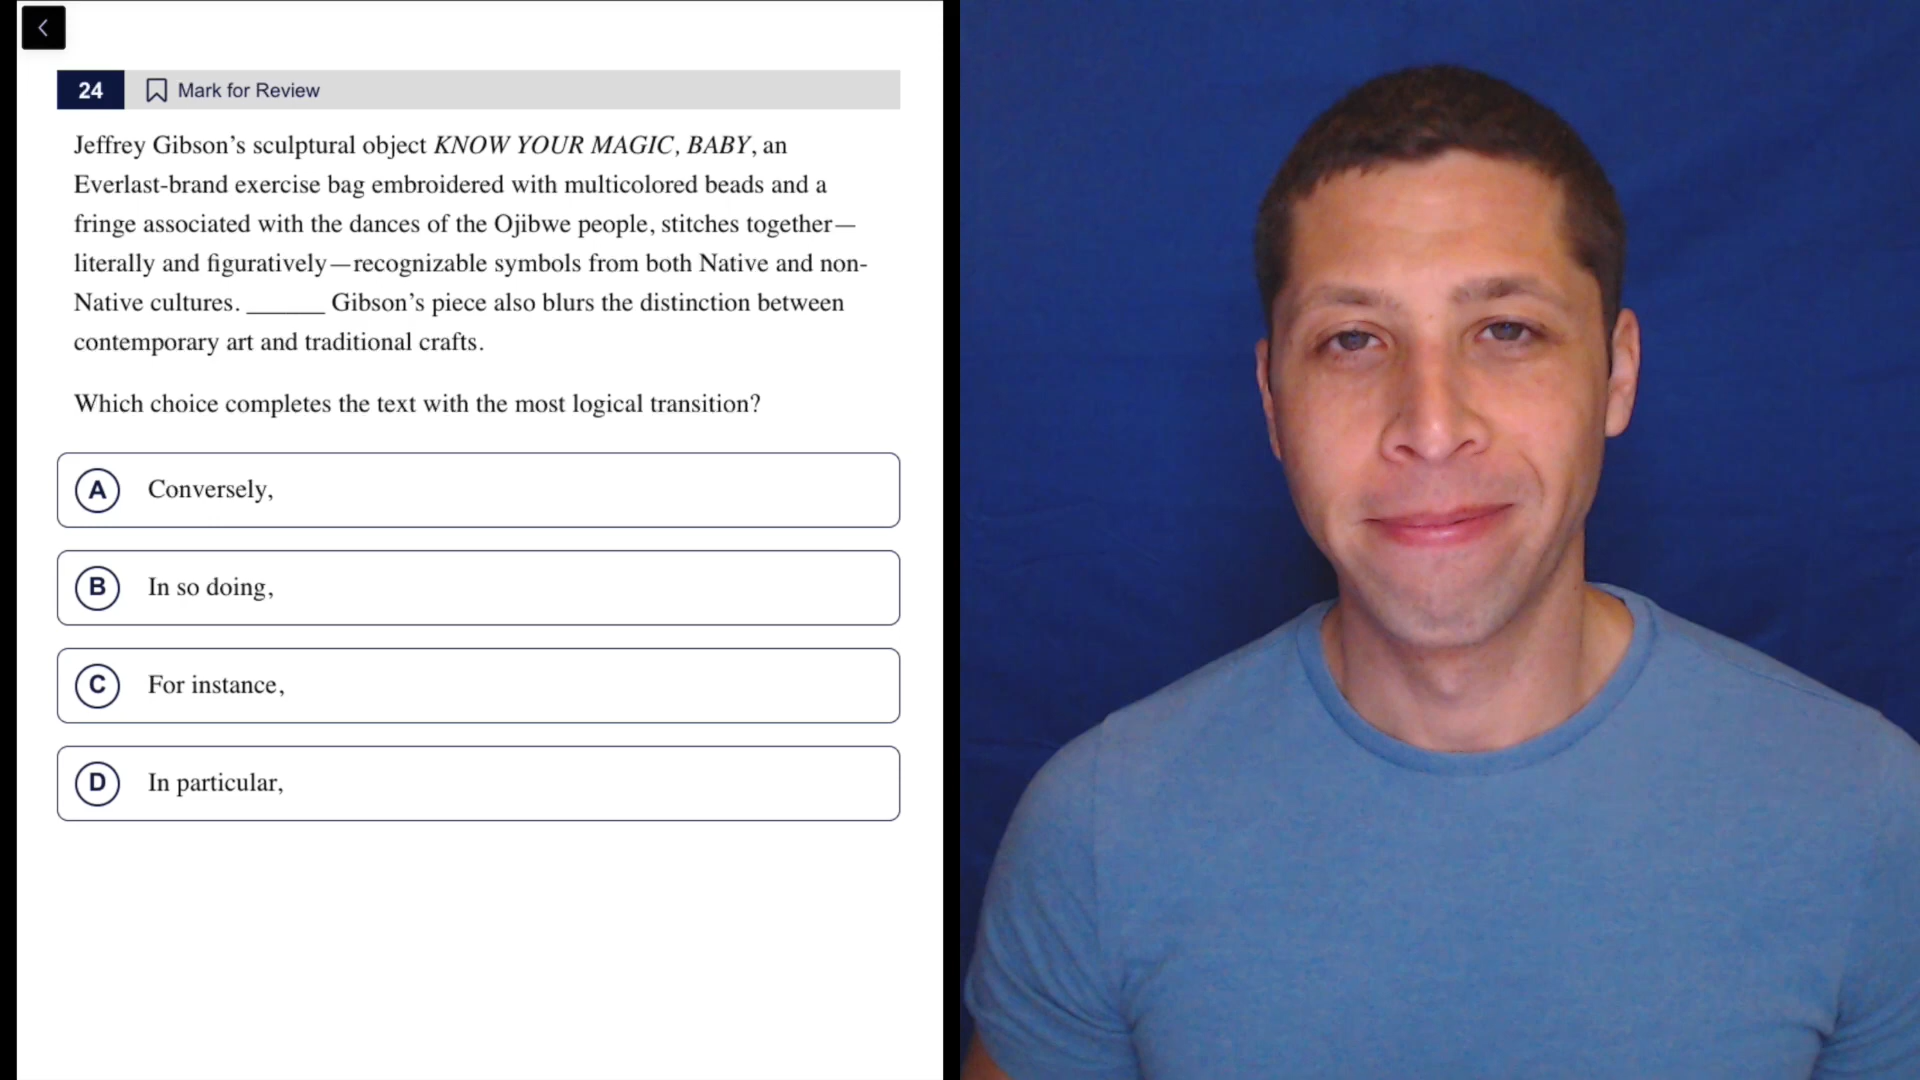 24 Mark for Review
Jeffrey Gibson’s sculptural object KNOW YOUR MAGIC, BABY, an
Everlast-brand exercise bag embroidered with multicolored beads and a
fringe associated with the dances of the Ojibwe people, stitches together—
literally and figuratively—recognizable symbols from both Native and non-
Native cultures. ______ Gibson’s piece also blurs the distinction between
contemporary art and traditional crafts.
Which choice completes the text with the most logical transition?
A Conversely,
B In so doing,
C For instance,
D In particular,